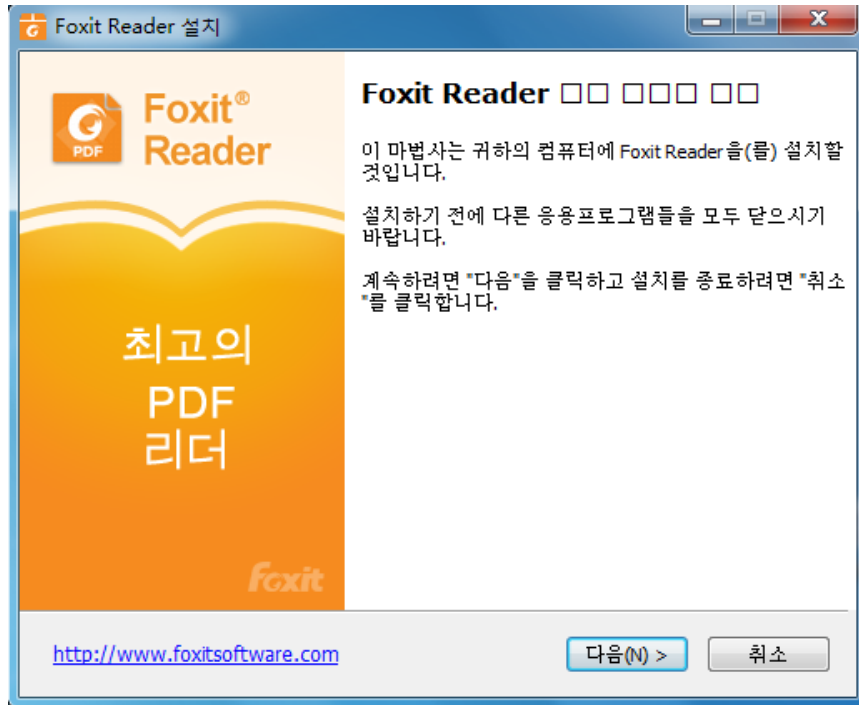 Foxit Reader 설치
Foxit®
Reader
PDF
최고의
PDF
리더
Foxit
Foxit Reader □□ □□□ □□
이 마법사는 귀하의 컴퓨터에 Foxit Reader을(를) 설치할
것입니다.
설치하기 전에 다른 응용프로그램들을 모두 닫으시기
바랍니다.
계속하려면 "다음"을 클릭하고 설치를 종료하려면 "취소
"를 클릭합니다.
http://www.foxitsoftware.com
다음(N) >
취소